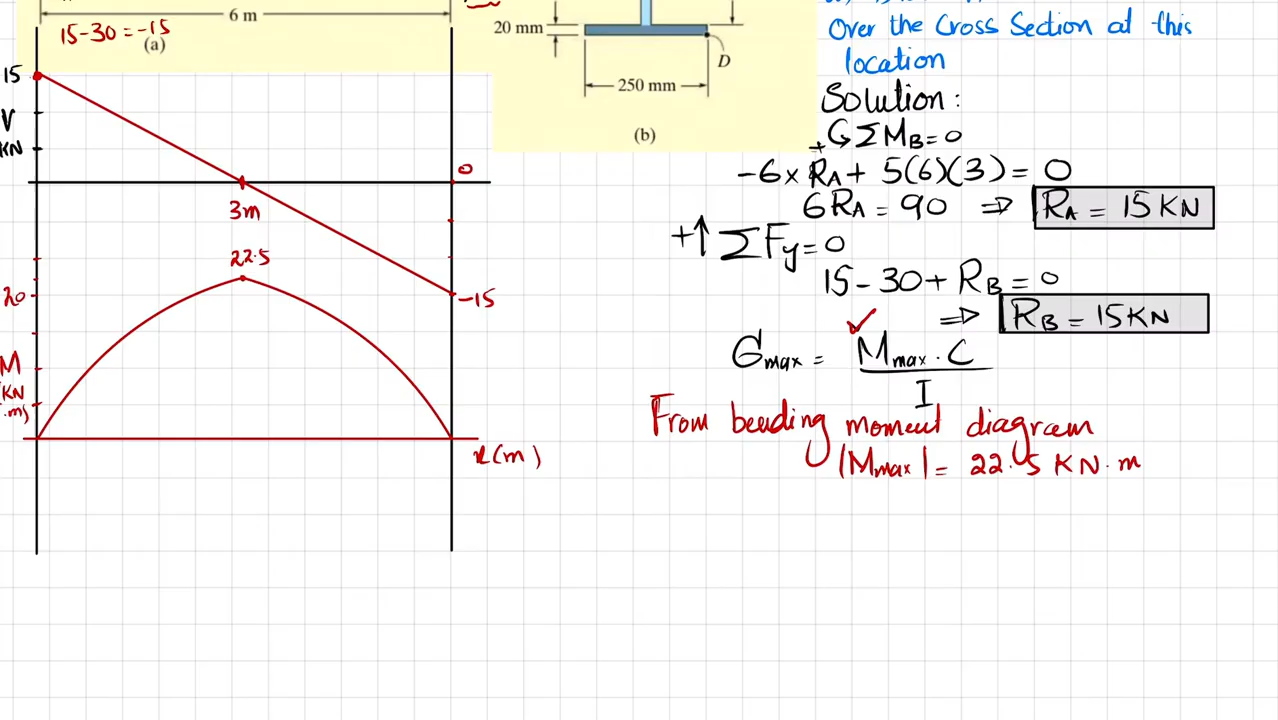 6 m
15-30 = -15
(a)
15
V
KN
0
3m
-15
22.5
20
M
KN
.m)
x(m)
20 mm
D
250 mm
(b)
Over the Cross Section at this
location
Solution:
+ ΣM_B = 0
-6 × R_A + 5(6)(3) = 0
6R_A = 90 ⇒ R_A = 15 KN
+↑ ΣF_y = 0
15 - 30 + R_B = 0
⇒ R_B = 15 KN
σ_max = M_max · C / I
From bending moment diagram
|M_max| = 22.5 KN.m